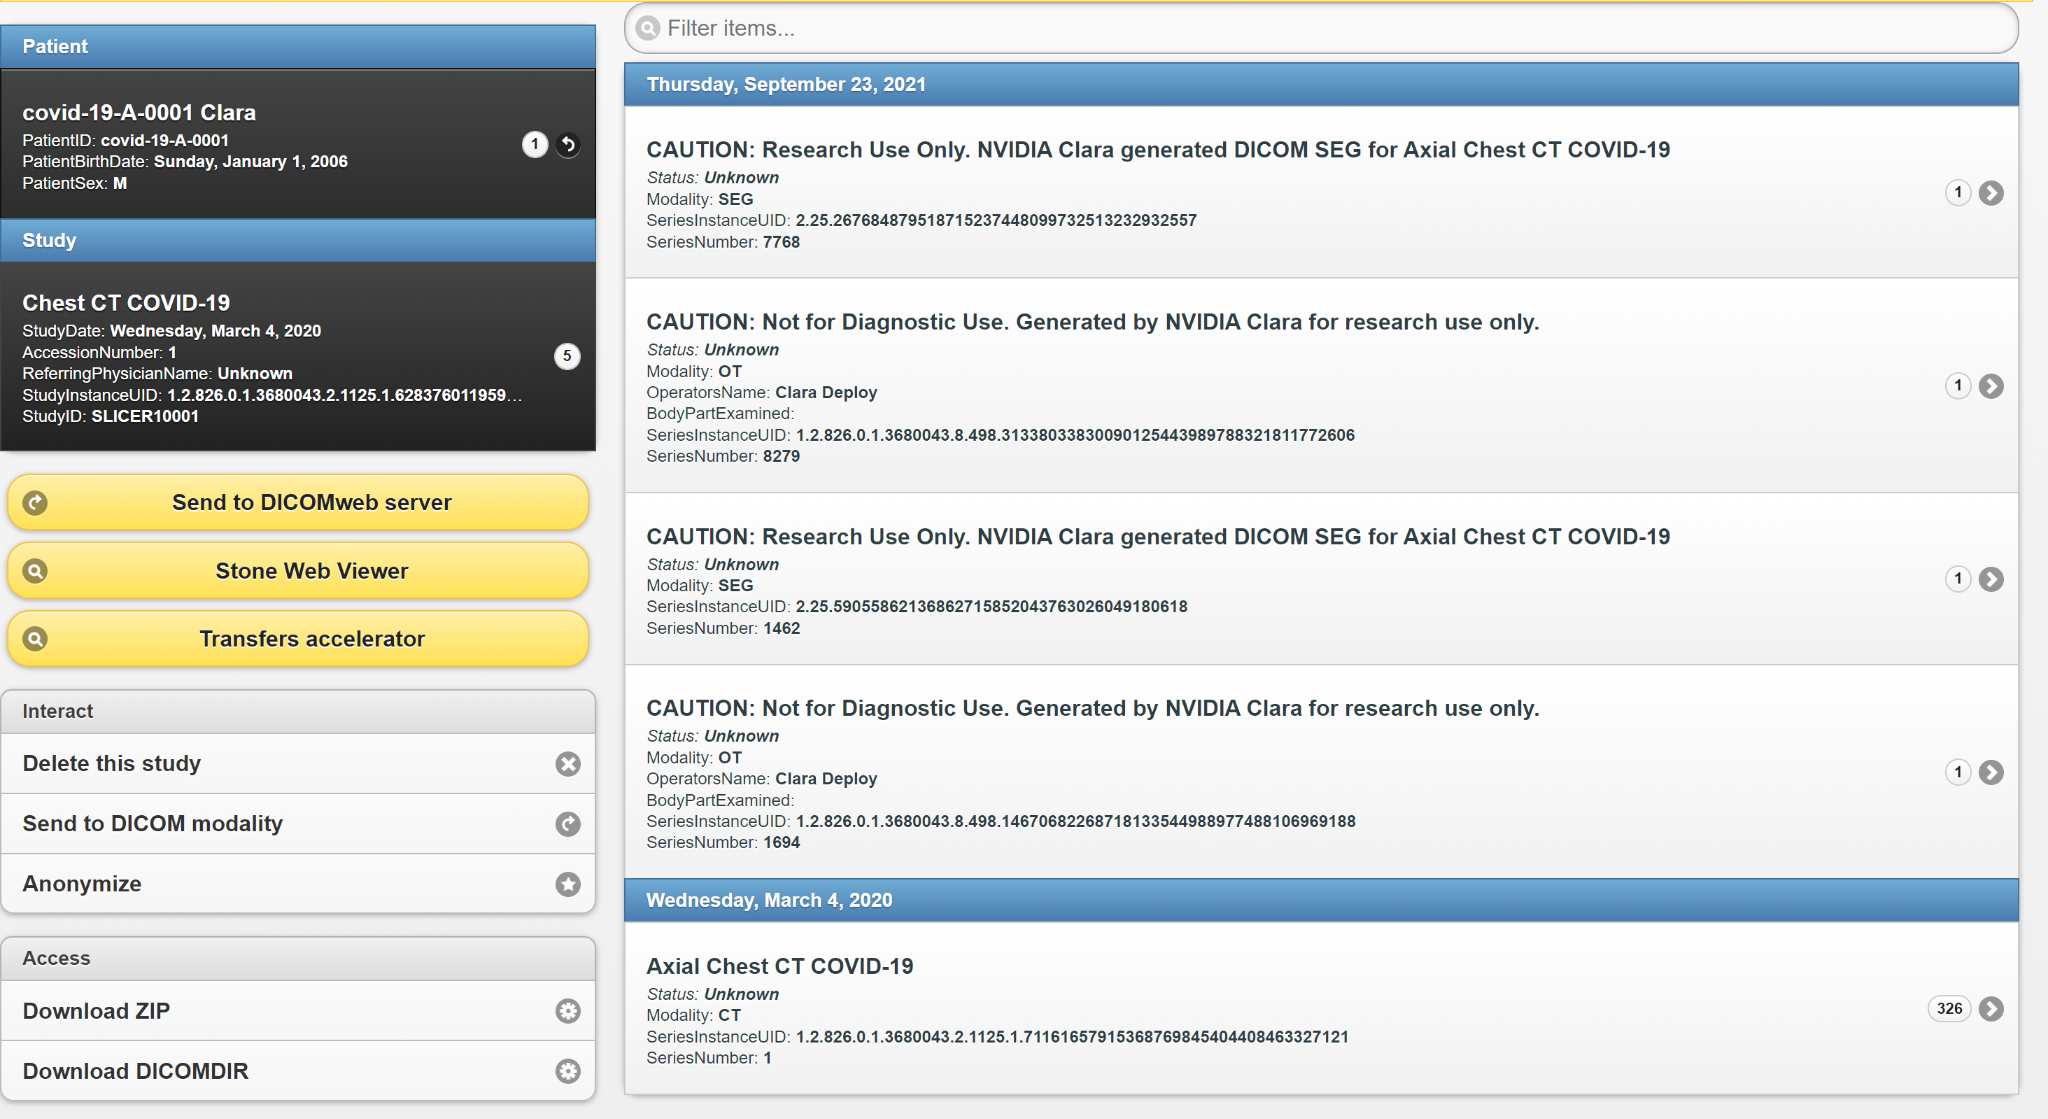 Patient
covid-19-A-0001 Clara
PatientID: covid-19-A-0001
PatientBirthDate: Sunday, January 1, 2006
PatientSex: M
1
Study
Chest CT COVID-19
StudyDate: Wednesday, March 4, 2020
AccessionNumber: 1
ReferringPhysicianName: Unknown
StudyInstanceUID: 1.2.826.0.1.3680043.2.1125.1.628376011959...
StudyID: SLICER10001
5
Send to DICOMweb server
Stone Web Viewer
Transfers accelerator
Interact
Delete this study
Send to DICOM modality
Anonymize
Access
Download ZIP
Download DICOMDIR
Filter items...
Thursday, September 23, 2021
CAUTION: Research Use Only. NVIDIA Clara generated DICOM SEG for Axial Chest CT COVID-19
Status: Unknown
Modality: SEG
SeriesInstanceUID: 2.25.267684879518715237448099732513232932557
SeriesNumber: 7768
1
CAUTION: Not for Diagnostic Use. Generated by NVIDIA Clara for research use only.
Status: Unknown
Modality: OT
OperatorsName: Clara Deploy
BodyPartExamined:
SeriesInstanceUID: 1.2.826.0.1.3680043.8.498.31338033830090125443989788321811772606
SeriesNumber: 8279
1
CAUTION: Research Use Only. NVIDIA Clara generated DICOM SEG for Axial Chest CT COVID-19
Status: Unknown
Modality: SEG
SeriesInstanceUID: 2.25.59055862136862715852043763026049180618
SeriesNumber: 1462
1
CAUTION: Not for Diagnostic Use. Generated by NVIDIA Clara for research use only.
Status: Unknown
Modality: OT
OperatorsName: Clara Deploy
BodyPartExamined:
SeriesInstanceUID: 1.2.826.0.1.3680043.8.498.14670682268718133544988977488106969188
SeriesNumber: 1694
1
Wednesday, March 4, 2020
Axial Chest CT COVID-19
Status: Unknown
Modality: CT
SeriesInstanceUID: 1.2.826.0.1.3680043.2.1125.1.71161657915368769845404408463327121
SeriesNumber: 1
326